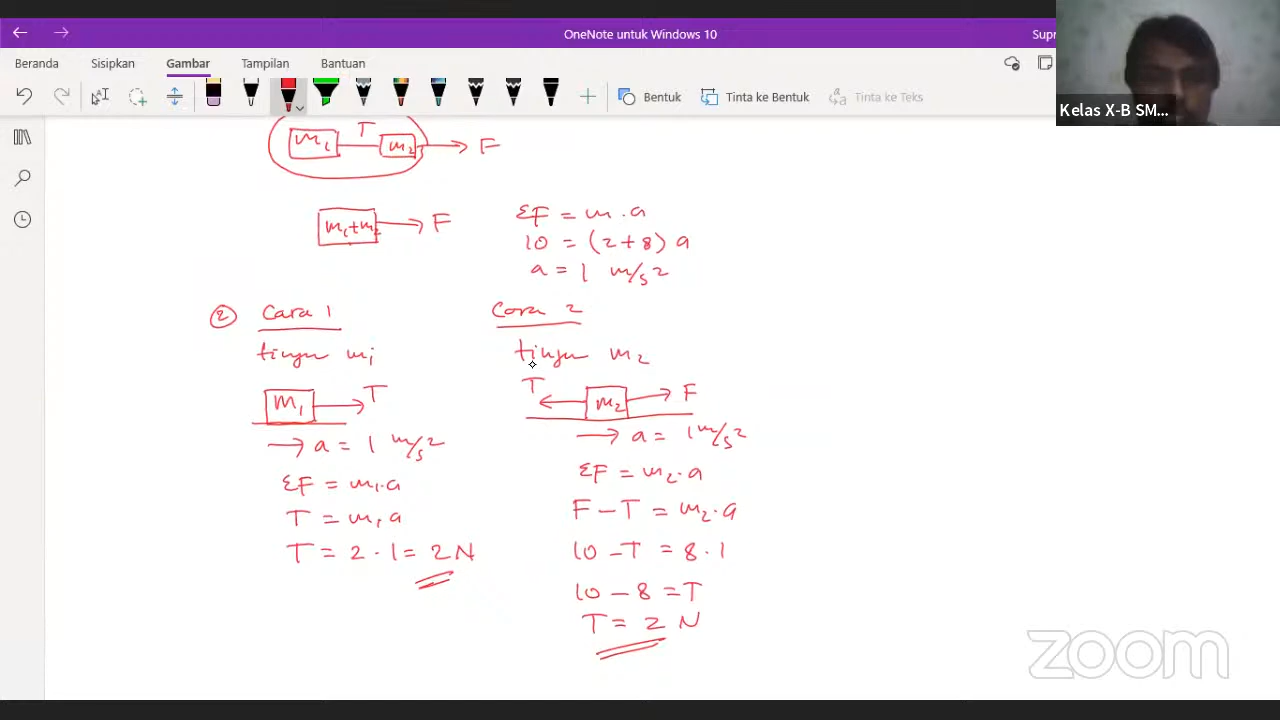 OneNote untuk Windows 10
Supr
Beranda Sisipkan Gambar Tampilan Bantuan
Bentuk Tinta ke Bentuk Tinta ke Teks
Kelas X-B SM...
m1 T m2 F
m1+m2 F
ΣF = m . a
10 = (2+8) a
a = 1 m/s2
② Cara 1
tinjau m1
m1 T
→ a = 1 m/s2
ΣF = m1.a
T = m1 a
T = 2 . 1 = 2 N
Cara 2
tinjau m2
T m2 F
→ a = 1 m/s2
ΣF = m2.a
F - T = m2.a
10 - T = 8 . 1
10 - 8 = T
T = 2 N
zoom